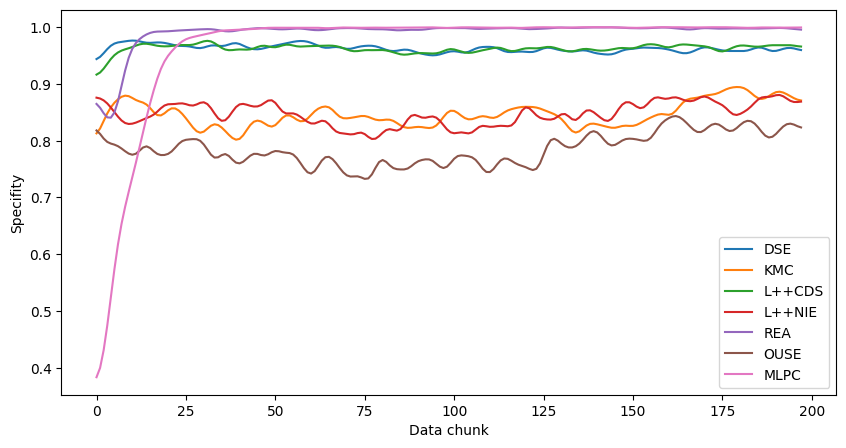 1.0
0.9
0.8
0.7
0.6
0.5
0.4
Specifity
0
25
50
75
100
125
150
175
200
Data chunk
DSE
KMC
L++CDS
L++NIE
REA
OUSE
MLPC